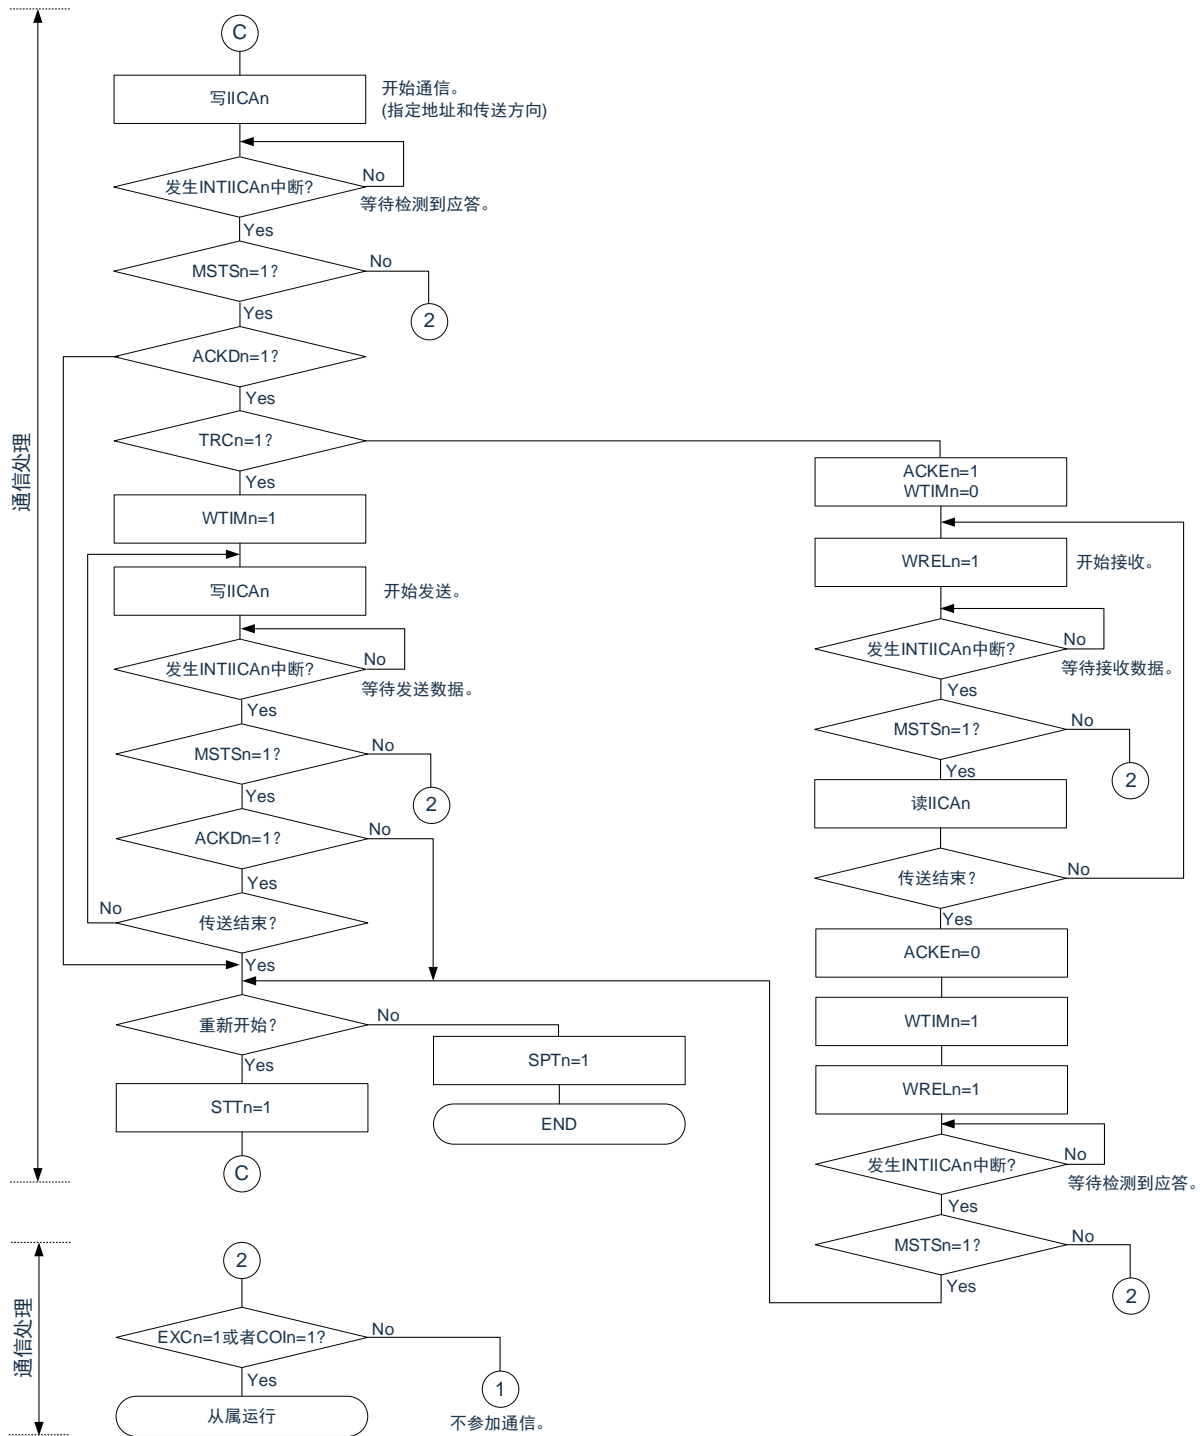 C
写IICAn
开始通信。
(指定地址和传送方向)
发生INTIICAn中断?
No
等待检测到应答。
Yes
MSTSn=1?
No
2
Yes
ACKDn=1?
Yes
TRCn=1?
Yes
WTIMn=1
写IICAn
开始发送。
发生INTIICAn中断?
No
等待发送数据。
Yes
MSTSn=1?
No
2
Yes
ACKDn=1?
No
Yes
传送结束?
No
Yes
重新开始?
No
Yes
SPTn=1
END
STTn=1
C
通信处理
ACKEn=1
WTIMn=0
WRELn=1
开始接收。
发生INTIICAn中断?
No
等待接收数据。
Yes
MSTSn=1?
No
2
Yes
读IICAn
传送结束?
No
Yes
ACKEn=0
WTIMn=1
WRELn=1
发生INTIICAn中断?
No
等待检测到应答。
Yes
MSTSn=1?
No
2
Yes
通信处理
2
EXCn=1或者COIn=1?
No
Yes
1
不参加通信。
从属运行